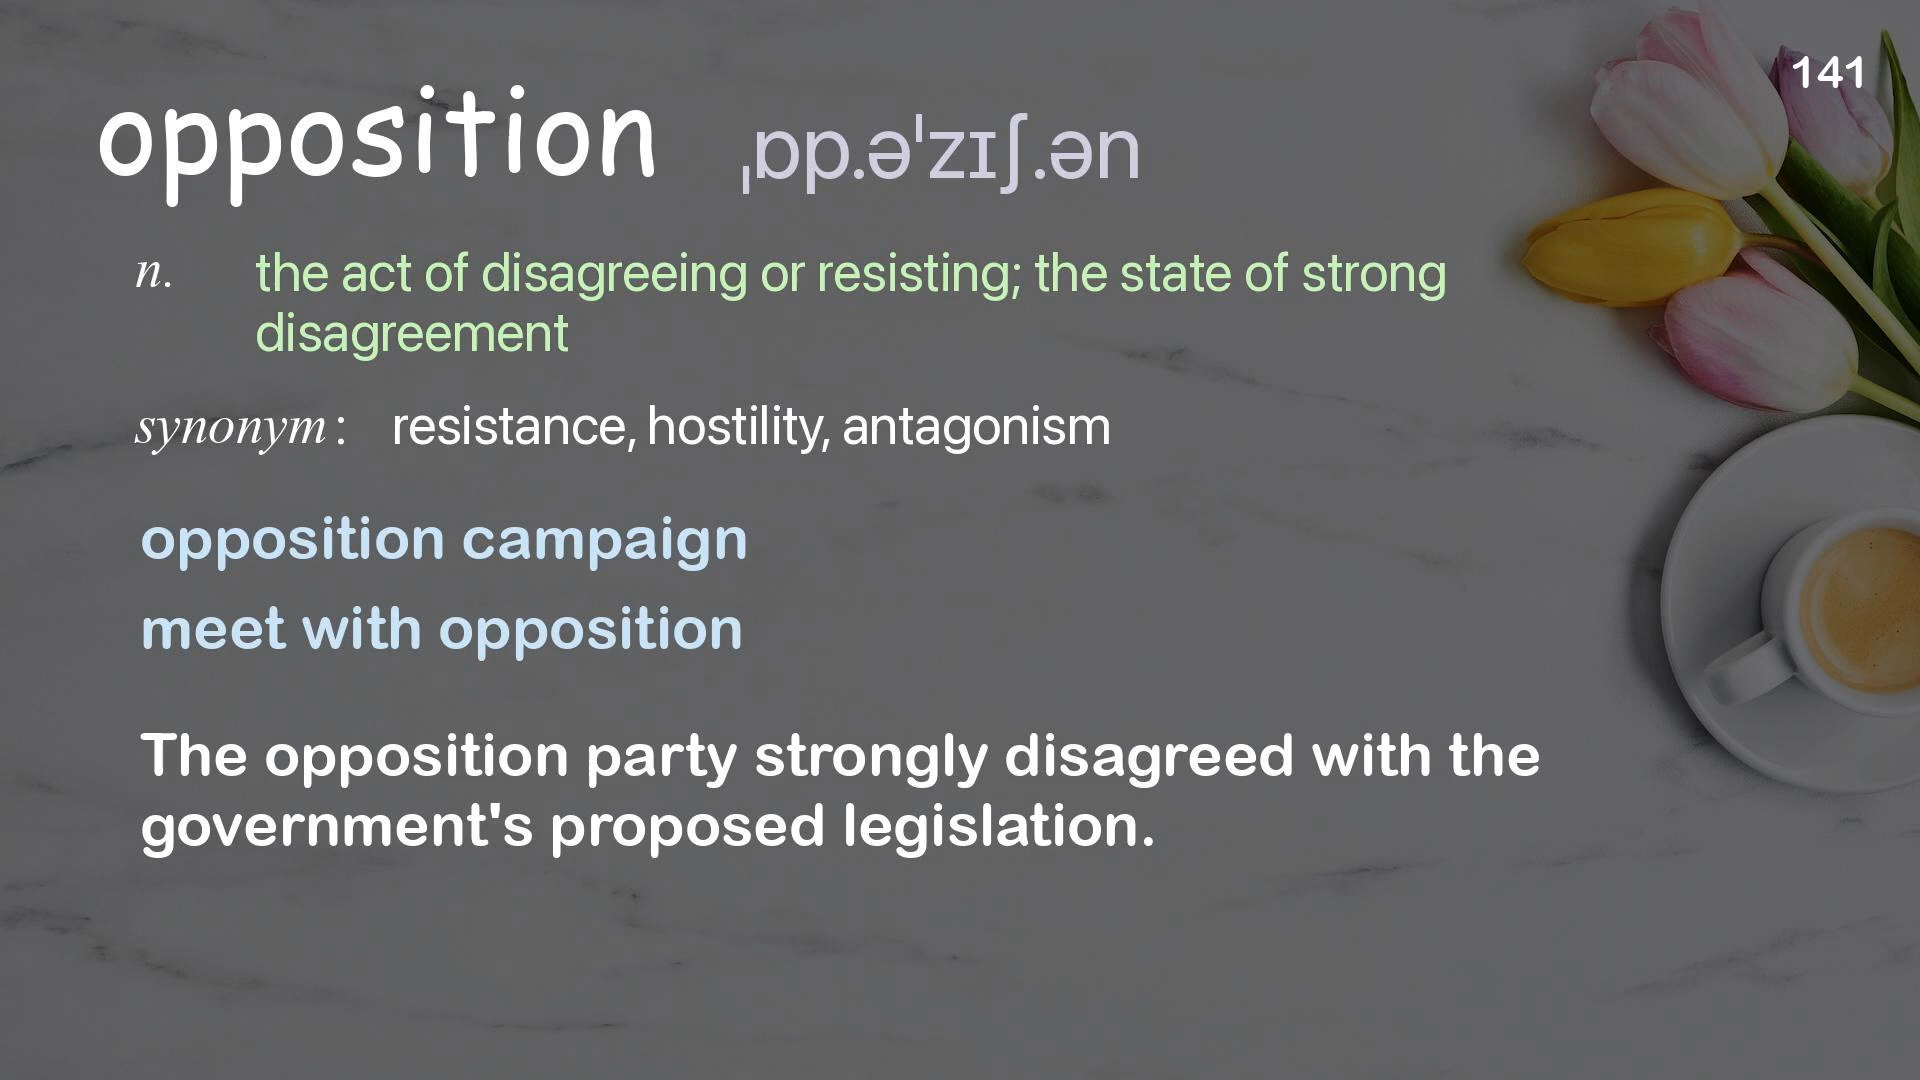 141
opposition ˌɒp.əˈzɪʃ.ən
n. the act of disagreeing or resisting; the state of strong
disagreement
synonym : resistance, hostility, antagonism
opposition campaign
meet with opposition
The opposition party strongly disagreed with the
government's proposed legislation.